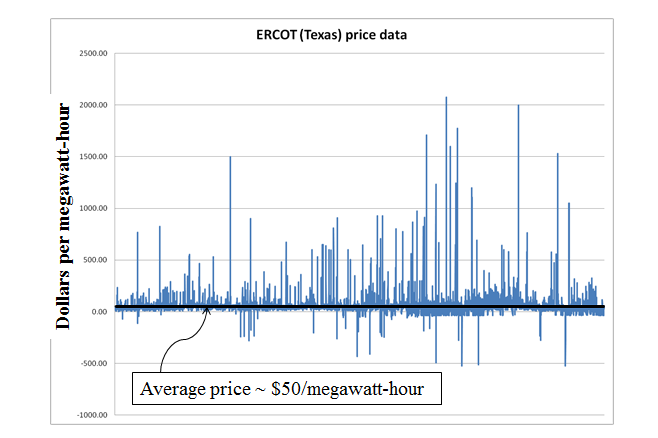 ERCOT (Texas) price data
Dollars per megawatt-hour
2500.00
2000.00
1500.00
1000.00
500.00
0.00
-500.00
-1000.00
Average price ~ $50/megawatt-hour